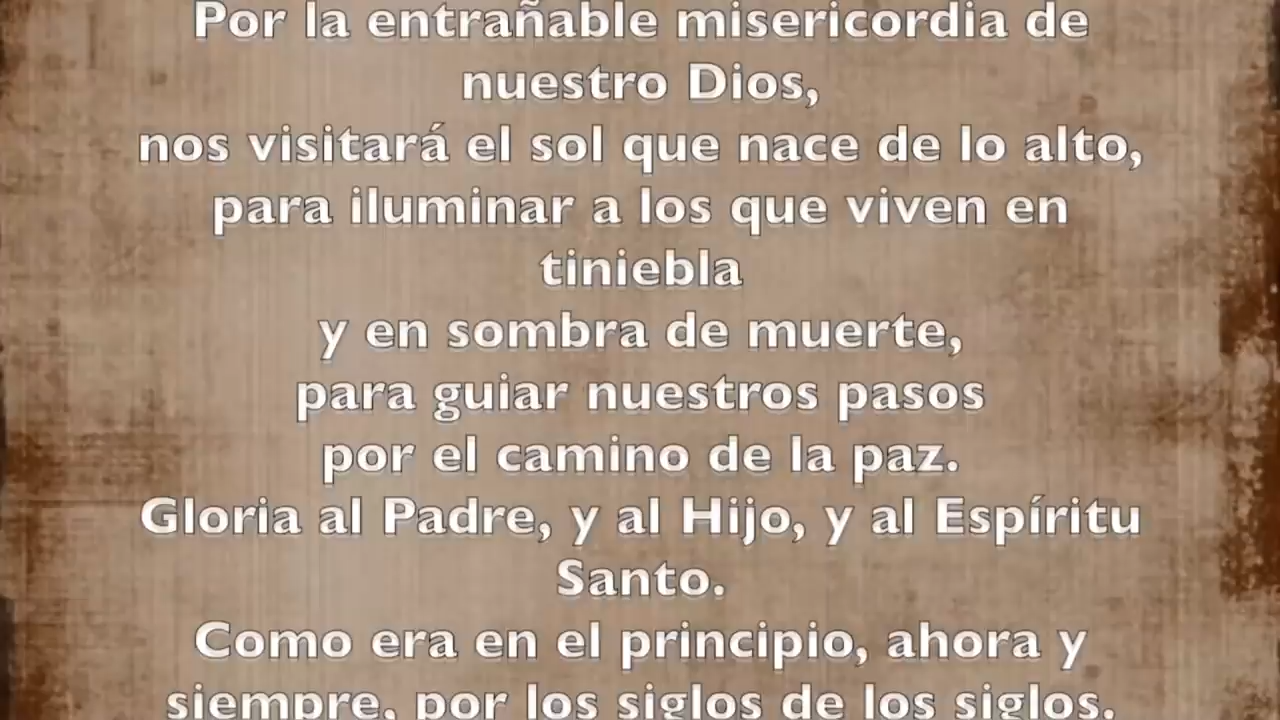 Por la entrañable misericordia de
nuestro Dios,
nos visitará el sol que nace de lo alto,
para iluminar a los que viven en
tiniebla
y en sombra de muerte,
para guiar nuestros pasos
por el camino de la paz.
Gloria al Padre, y al Hijo, y al Espíritu
Santo.
Como era en el principio, ahora y
siempre, por los siglos de los siglos.